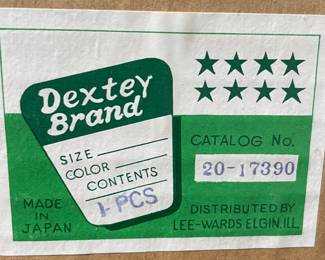 Dextey
Brand
SIZE
COLOR
CONTENTS
1-PCS
MADE
IN
JAPAN
CATALOG No.
20-17390
DISTRIBUTED BY
LEE-WARDS ELGIN, ILL.